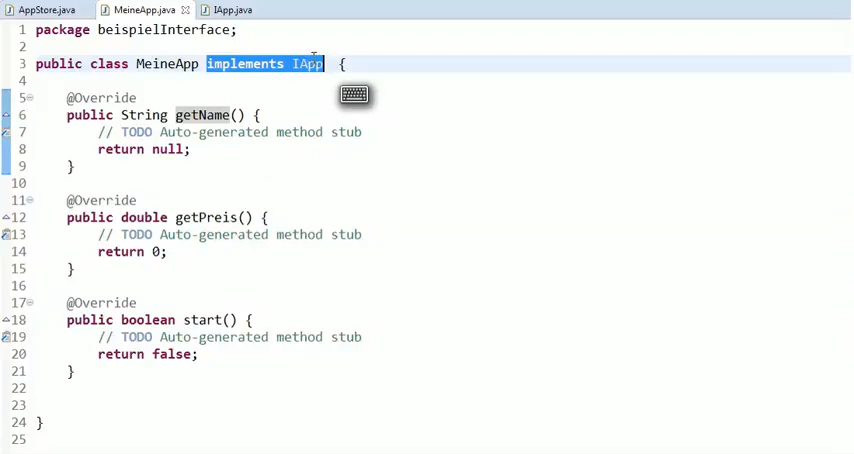 AppStore.java MeineApp.java IApp.java
1 package beispielInterface;
2
3 public class MeineApp implements IApp {
4
5 @Override
6 public String getName() {
7 // TODO Auto-generated method stub
8 return null;
9 }
10
11 @Override
12 public double getPreis() {
13 // TODO Auto-generated method stub
14 return 0;
15 }
16
17 @Override
18 public boolean start() {
19 // TODO Auto-generated method stub
20 return false;
21 }
22
23
24 }
25